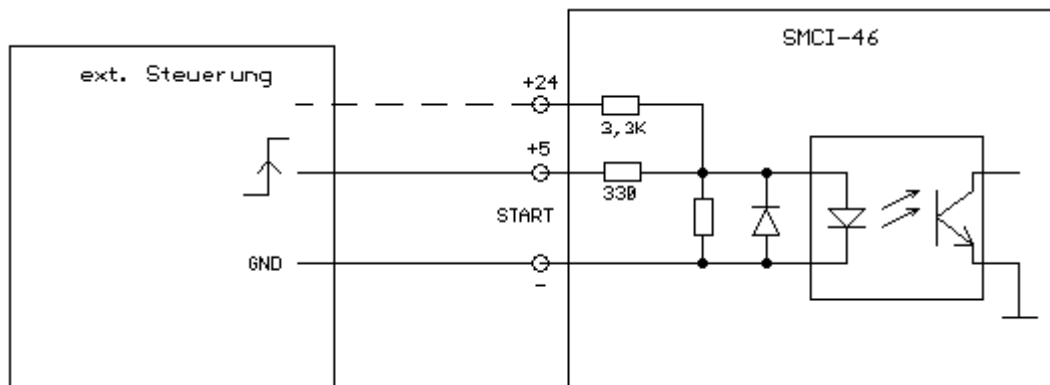 SMCI-46
ext. Steuerung
+24
3,3K
+5
330
START
GND
-